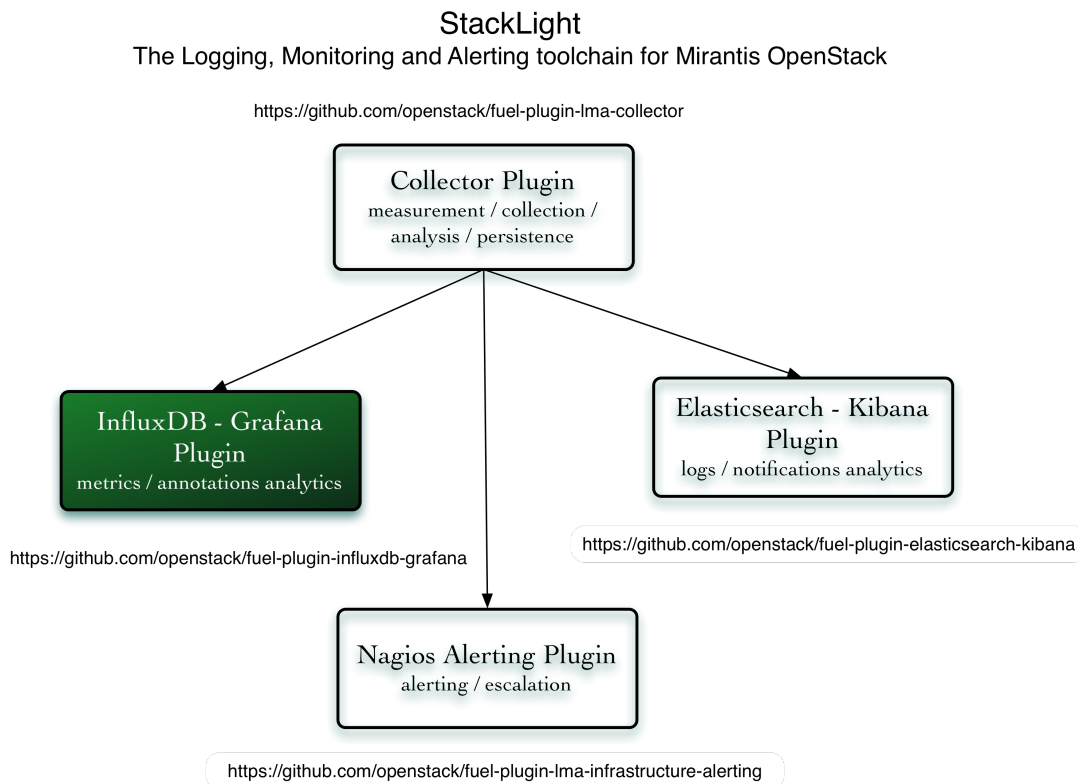 StackLight
The Logging, Monitoring and Alerting toolchain for Mirantis OpenStack
https://github.com/openstack/fuel-plugin-lma-collector
Collector Plugin
measurement / collection /
analysis / persistence
InfluxDB - Grafana
Plugin
metrics / annotations analytics
https://github.com/openstack/fuel-plugin-influxdb-grafana
Elasticsearch - Kibana
Plugin
logs / notifications analytics
https://github.com/openstack/fuel-plugin-elasticsearch-kibana
Nagios Alerting Plugin
alerting / escalation
https://github.com/openstack/fuel-plugin-lma-infrastructure-alerting